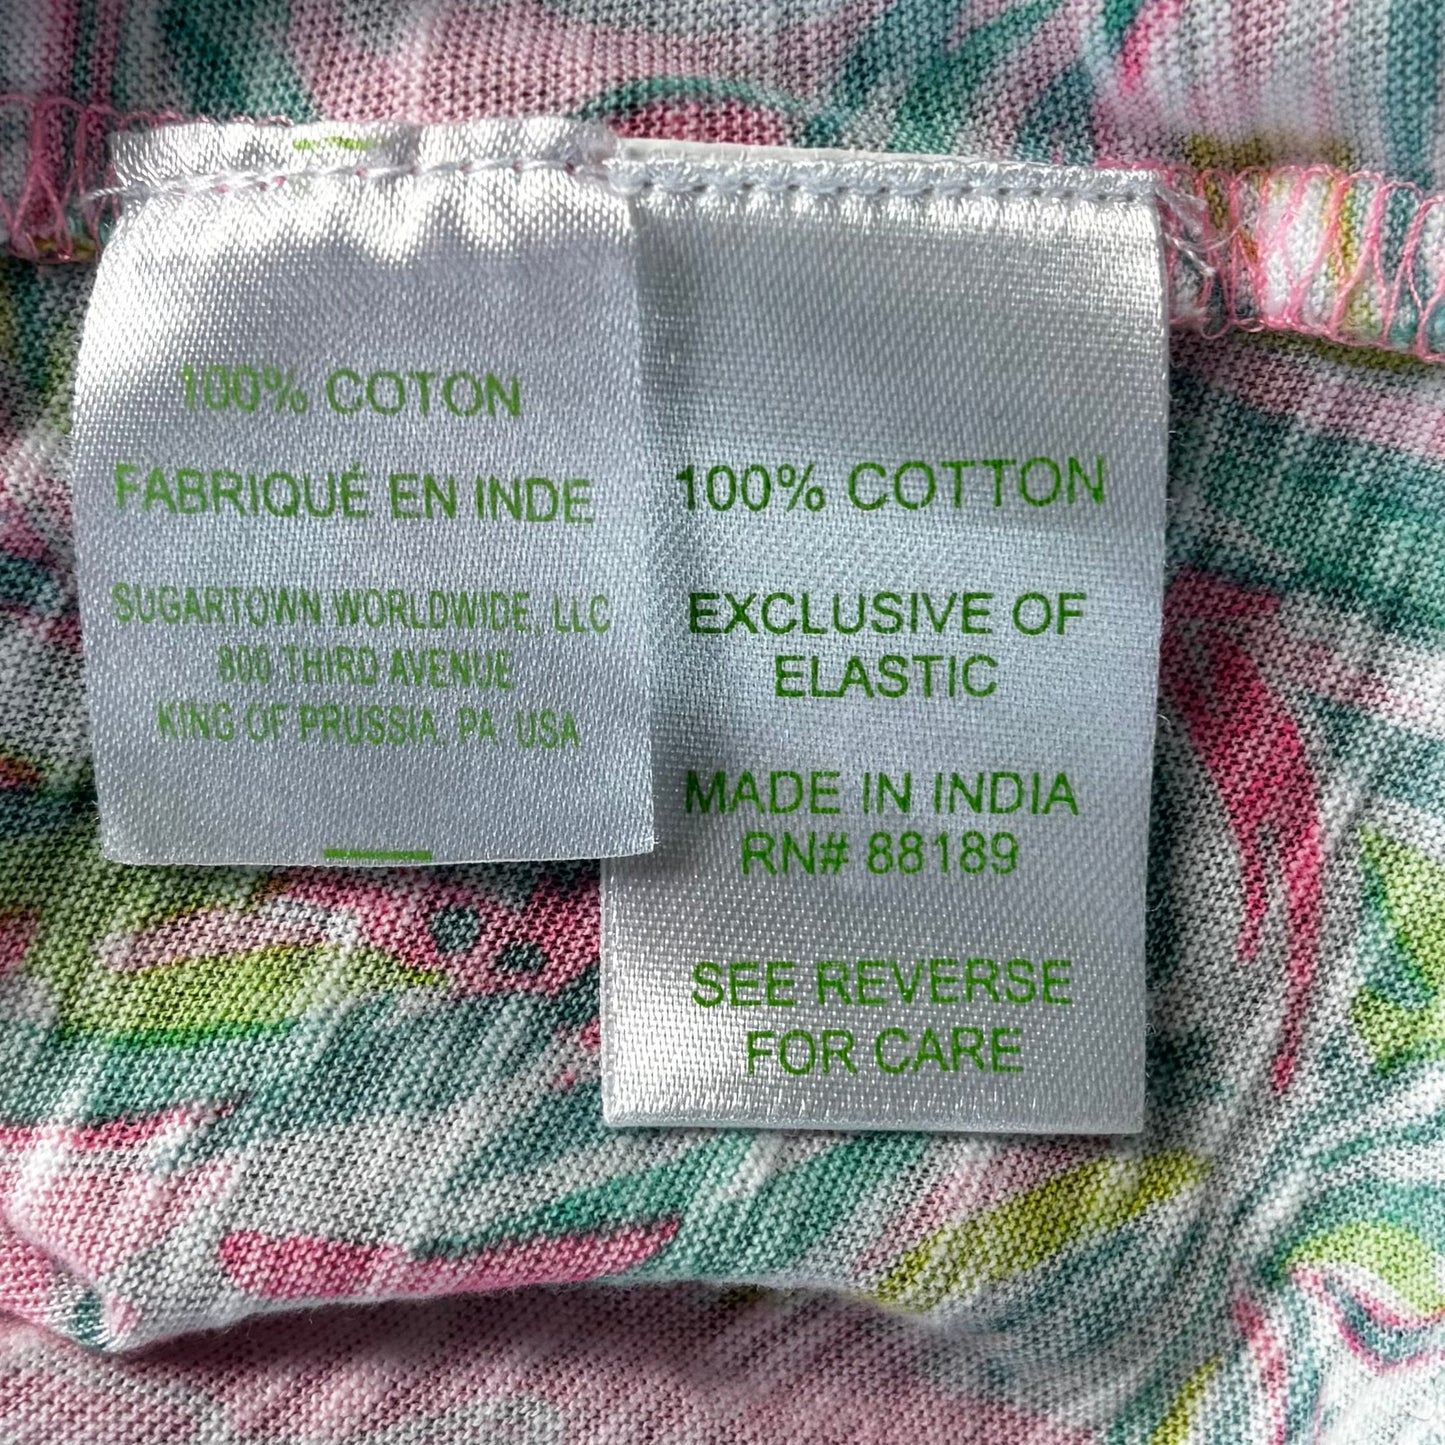 100% COTON
FABRIQUÉ EN INDE
SUGARTOWN WORLDWIDE, LLC
800 THIRD AVENUE
KING OF PRUSSIA, PA USA
100% COTTON
EXCLUSIVE OF
ELASTIC
MADE IN INDIA
RN# 88189
SEE REVERSE
FOR CARE